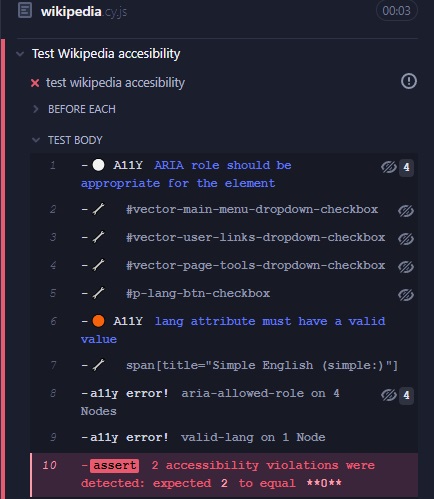 wikipedia.cy.js 00:03
Test Wikipedia accesibility
test wikipedia accesibility
BEFORE EACH
TEST BODY
1 - A11Y ARIA role should be 4
appropriate for the element
2 - #vector-main-menu-dropdown-checkbox
3 - #vector-user-links-dropdown-checkbox
4 - #vector-page-tools-dropdown-checkbox
5 - #p-lang-btn-checkbox
6 - A11Y lang attribute must have a valid
value
7 - span[title="Simple English (simple:)"]
8 -a11y error! aria-allowed-role on 4 4
Nodes
9 -a11y error! valid-lang on 1 Node
10 -assert 2 accessibility violations were
detected: expected 2 to equal **0**